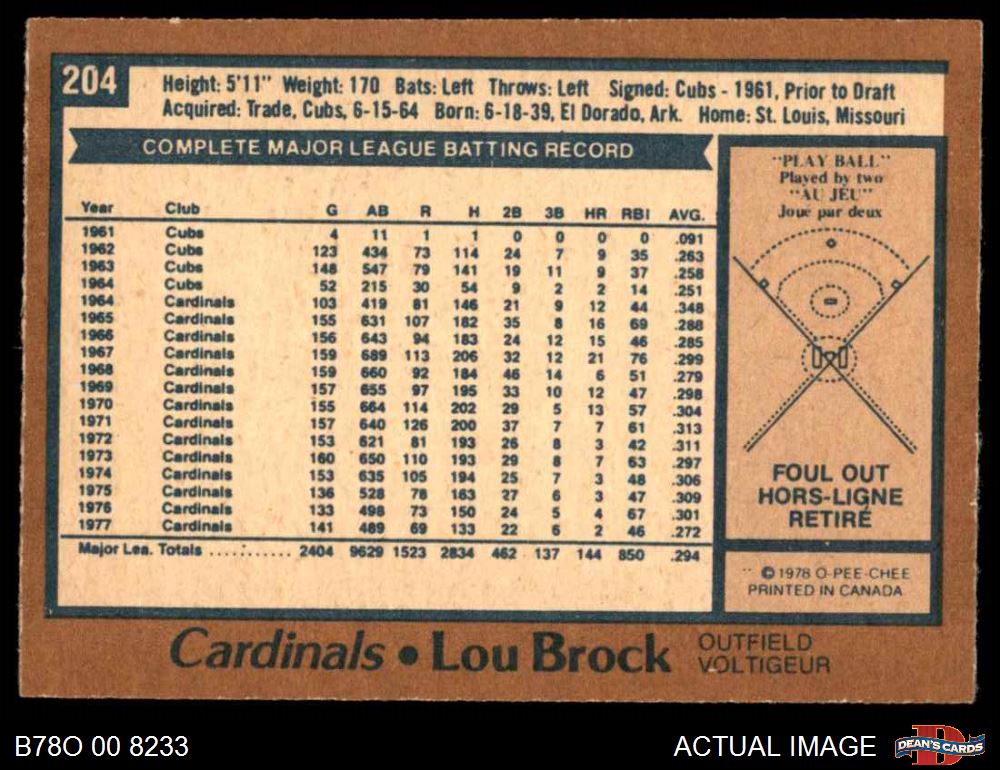 204
Height: 5'11" Weight: 170 Bats: Left Throws: Left Signed: Cubs - 1961, Prior to Draft
Acquired: Trade, Cubs, 6-15-64 Born: 6-18-39, El Dorado, Ark. Home: St. Louis, Missouri
COMPLETE MAJOR LEAGUE BATTING RECORD
Year Club G AB R H 2B 3B HR RBI AVG.
1961 Cubs 4 11 1 1 0 0 0 0 .091
1962 Cubs 123 434 73 114 24 7 9 35 .263
1963 Cubs 148 547 79 141 19 11 9 37 .258
1964 Cubs 52 215 30 54 9 2 2 14 .251
1964 Cardinals 103 419 81 146 21 9 12 44 .348
1965 Cardinals 155 631 107 182 35 8 16 69 .288
1966 Cardinals 156 643 94 183 24 12 15 46 .285
1967 Cardinals 159 689 113 206 32 12 21 76 .299
1968 Cardinals 159 660 92 184 46 14 6 51 .279
1969 Cardinals 157 655 97 195 33 10 12 47 .298
1970 Cardinals 155 664 114 202 29 5 13 57 .304
1971 Cardinals 157 640 126 200 37 7 7 61 .313
1972 Cardinals 153 621 81 193 26 8 3 42 .311
1973 Cardinals 160 650 110 193 29 8 7 63 .297
1974 Cardinals 153 635 105 194 25 7 3 48 .306
1975 Cardinals 136 528 78 163 27 6 3 47 .309
1976 Cardinals 133 498 73 150 24 5 4 67 .301
1977 Cardinals 141 489 69 133 22 6 2 46 .272
Major Lea. Totals ........... 2404 9629 1523 2834 462 137 144 850 .294
"PLAY BALL"
Played by two
"AU JEU"
Joué par deux
FOUL OUT
HORS-LIGNE
RETIRÉ
© 1978 O-PEE-CHEE
PRINTED IN CANADA
Cardinals • Lou Brock OUTFIELD
VOLTIGEUR
B78O 00 8233
ACTUAL IMAGE
D
DEAN'S CARDS